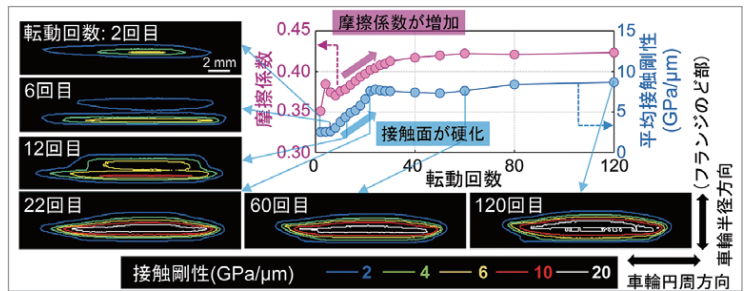 転動回数: 2回目
2 mm
6回目
12回目
22回目
60回目
120回目
摩擦係数
0.45
0.40
0.35
0.30
摩擦係数が増加
接触面が硬化
0
40
80
120
転動回数
15
10
5
0
平均接触剛性
(GPa/μm)
車輪半径方向
(フランジのど部)
車輪円周方向
接触剛性(GPa/μm) 2 4 6 10 20